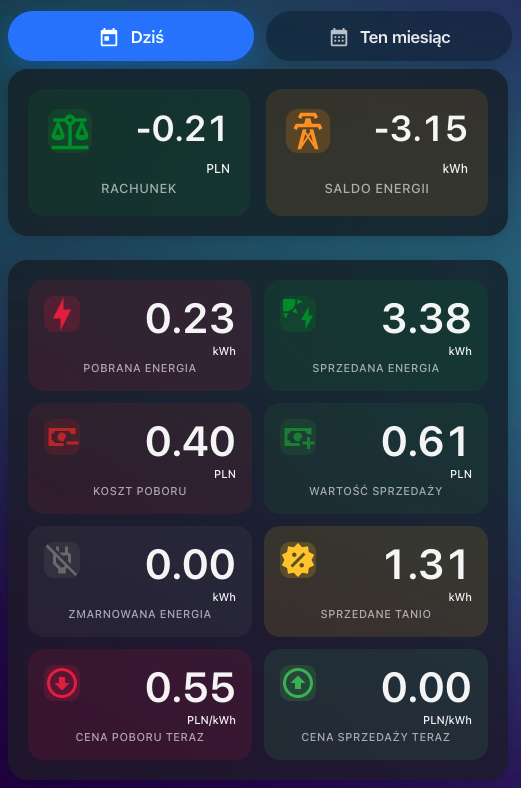 Dziś
Ten miesiąc
-0.21
PLN
RACHUNEK
-3.15
kWh
SALDO ENERGII
0.23
kWh
POBRANA ENERGIA
3.38
kWh
SPRZEDANA ENERGIA
0.40
PLN
KOSZT POBORU
0.61
PLN
WARTOŚĆ SPRZEDAŻY
0.00
kWh
ZMARNOWANA ENERGIA
1.31
kWh
SPRZEDANE TANIO
0.55
PLN/kWh
CENA POBORU TERAZ
0.00
PLN/kWh
CENA SPRZEDAŻY TERAZ